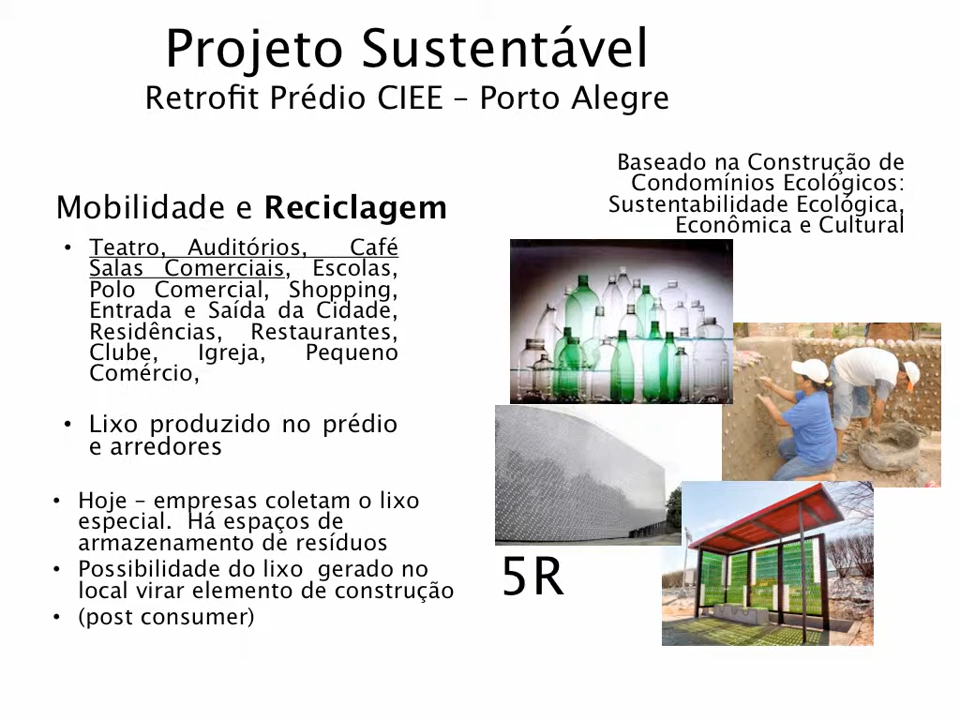 Projeto Sustentável
Retrofit Prédio CIEE – Porto Alegre
Baseado na Construção de
Condomínios Ecológicos:
Sustentabilidade Ecológica,
Econômica e Cultural
Mobilidade e Reciclagem
• Teatro, Auditórios, Café
Salas Comerciais, Escolas,
Polo Comercial, Shopping,
Entrada e Saída da Cidade,
Residências, Restaurantes,
Clube, Igreja, Pequeno
Comércio,
• Lixo produzido no prédio
e arredores
• Hoje – empresas coletam o lixo
especial. Há espaços de
armazenamento de resíduos
• Possibilidade do lixo gerado no
local virar elemento de construção
• (post consumer)
5R